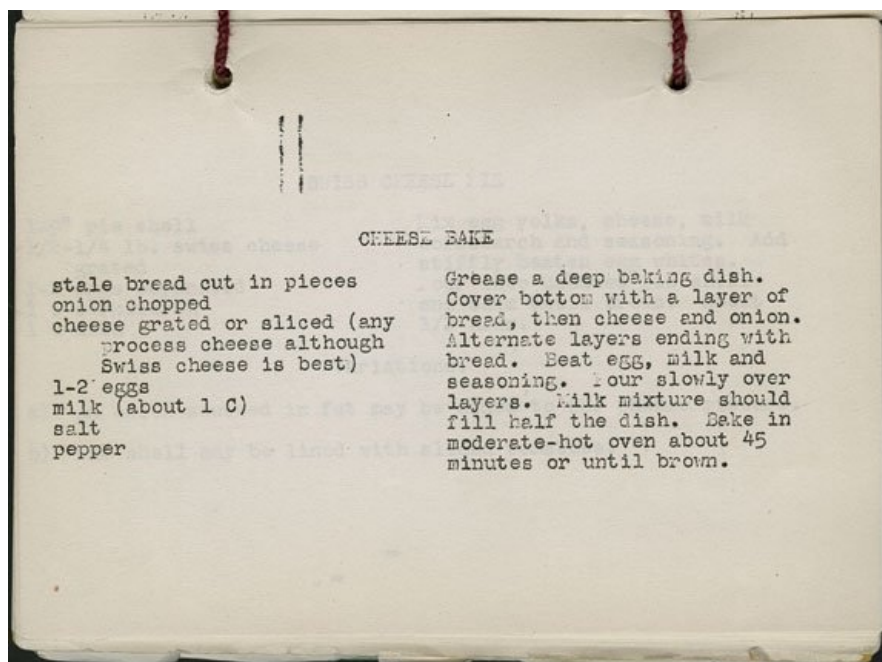 CHEESE BAKE
stale bread cut in pieces
onion chopped
cheese grated or sliced (any
process cheese although
Swiss cheese is best)
1-2 eggs
milk (about 1 C)
salt
pepper
Grease a deep baking dish.
Cover bottom with a layer of
bread, then cheese and onion.
Alternate layers ending with
bread. Beat egg, milk and
seasoning. Pour slowly over
layers. Milk mixture should
fill half the dish. Bake in
moderate-hot oven about 45
minutes or until brown.